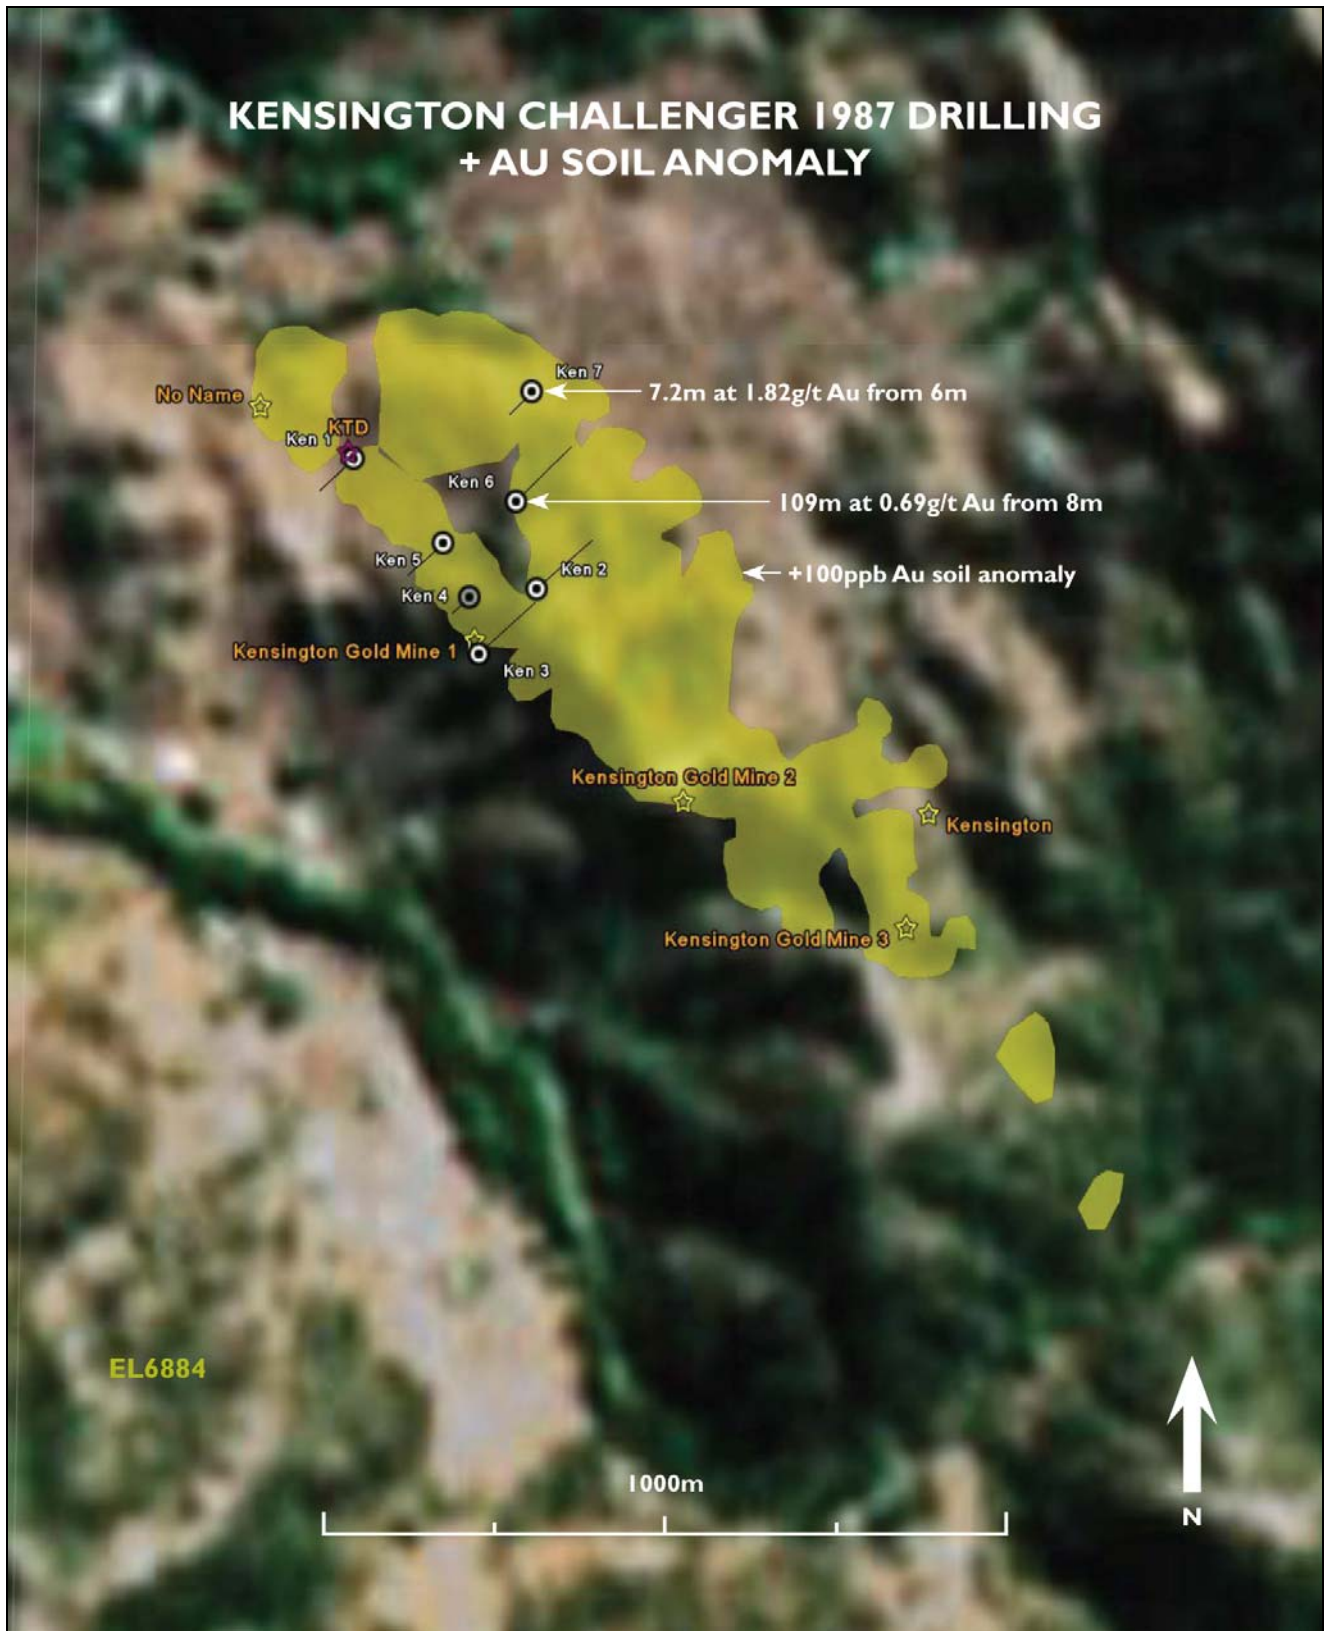 KENSINGTON CHALLENGER 1987 DRILLING
+ AU SOIL ANOMALY
Ken 7
7.2m at 1.82g/t Au from 6m
No Name
KTD
Ken 1
Ken 6
109m at 0.69g/t Au from 8m
Ken 5
Ken 2
+100ppb Au soil anomaly
Ken 4
Kensington Gold Mine 1
Ken 3
Kensington Gold Mine 2
Kensington
Kensington Gold Mine 3
EL6884
1000m
N